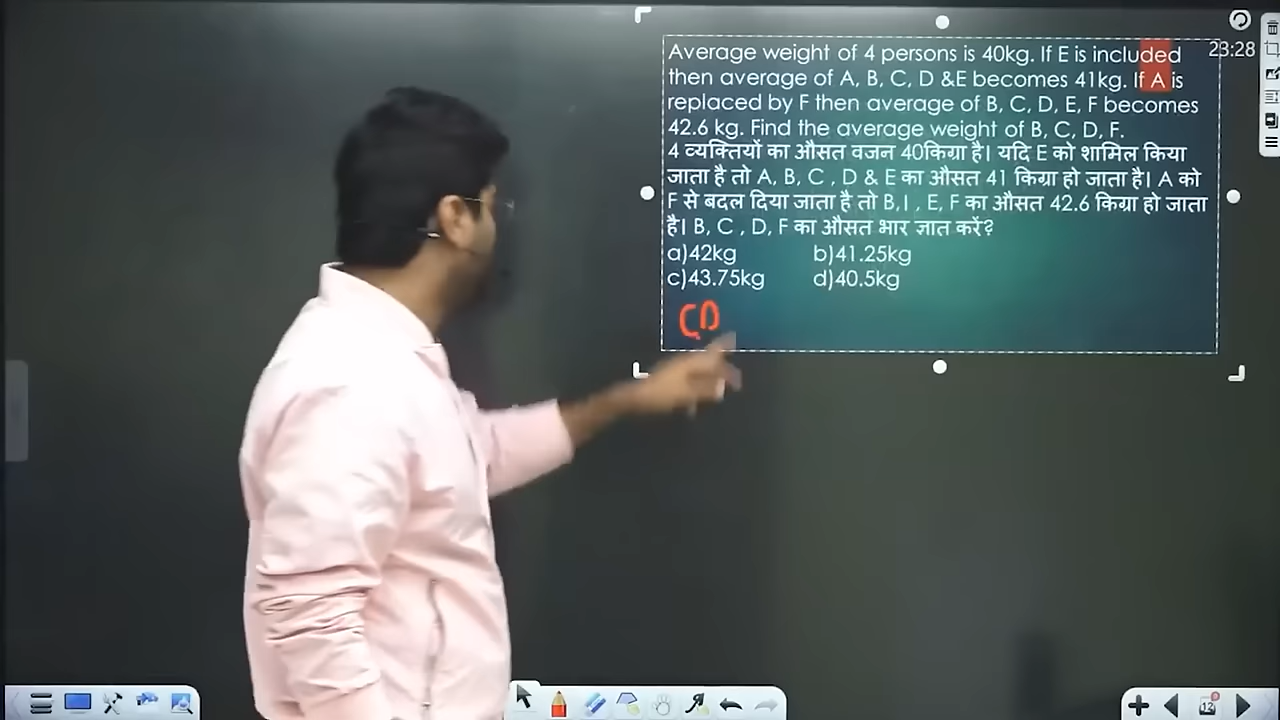 Average weight of 4 persons is 40kg. If E is included
then average of A, B, C, D &E becomes 41kg. If A is
replaced by F then average of B, C, D, E, F becomes
42.6 kg. Find the average weight of B, C, D, F.
4 व्यक्तियों का औसत वजन 40किग्रा है। यदि E को शामिल किया
जाता है तो A, B, C , D & E का औसत 41 किग्रा हो जाता है। A को
F से बदल दिया जाता है तो B,I , E, F का औसत 42.6 किग्रा हो जाता
है। B, C , D, F का औसत भार ज्ञात करें?
a)42kg b)41.25kg
c)43.75kg d)40.5kg
CD
23:28
12